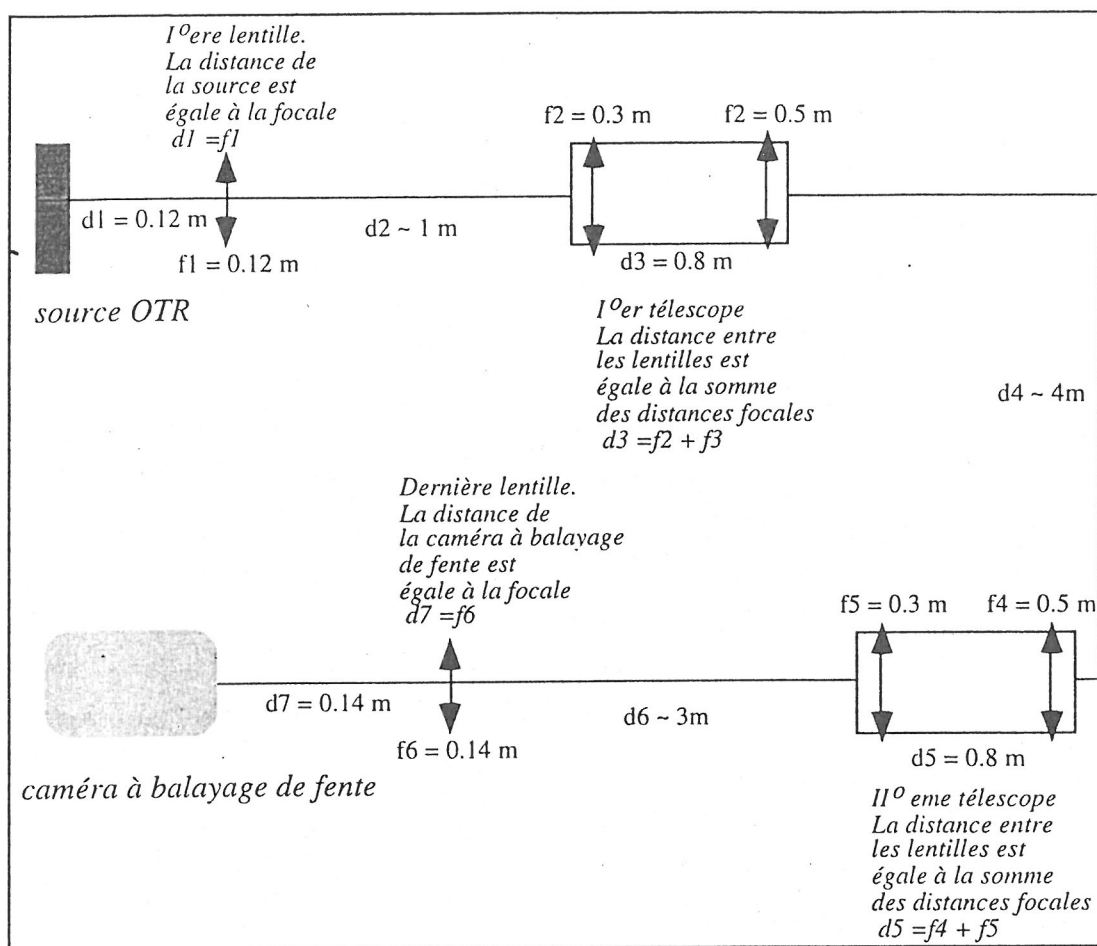 I°ere lentille.
La distance de
la source est
égale à la focale
d1 =f1
d1 = 0.12 m
f1 = 0.12 m
d2 ~ 1 m
f2 = 0.3 m
f2 = 0.5 m
d3 = 0.8 m
source OTR
I°er télescope
La distance entre
les lentilles est
égale à la somme
des distances focales
d3 =f2 + f3
d4 ~ 4m
Dernière lentille.
La distance de
la caméra à balayage
de fente est
égale à la focale
d7 =f6
d7 = 0.14 m
f6 = 0.14 m
d6 ~ 3m
f5 = 0.3 m
f4 = 0.5 m
d5 = 0.8 m
caméra à balayage de fente
II° eme télescope
La distance entre
les lentilles est
égale à la somme
des distances focales
d5 =f4 + f5